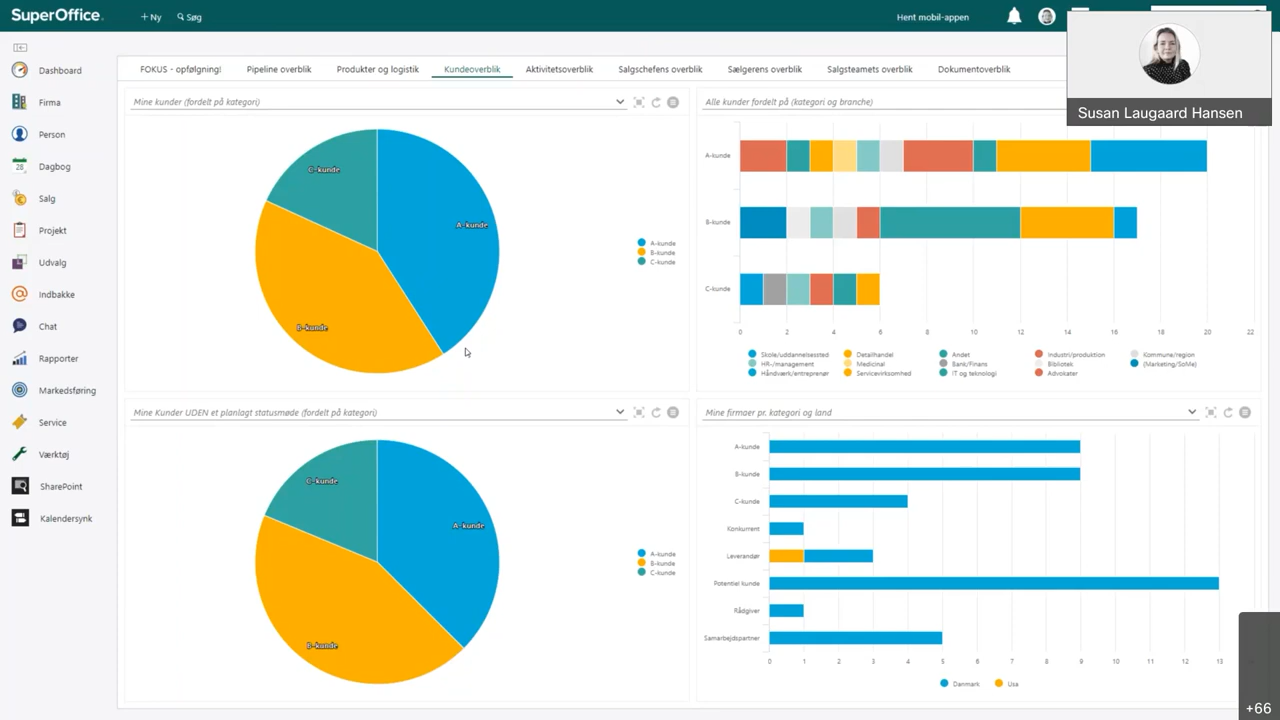 SuperOffice.
+ Ny
Søg
Hent mobil-appen
Susan Laugaard Hansen
Dashboard
Firma
Person
28
Dagbog
Salg
Projekt
Udvalg
Indbakke
Chat
Rapporter
Markedsføring
Service
Værktøj
SharePoint
Kalendersynk
FOKUS - opfølgning!
Pipeline overblik
Produkter og logistik
Kundeoverblik
Aktivitetsoverblik
Salgschefens overblik
Sælgerens overblik
Salgsteamets overblik
Dokumentoverblik
Mine kunder (fordelt på kategori)
C-kunde
A-kunde
B-kunde
A-kunde
B-kunde
C-kunde
Alle kunder fordelt på (kategori og branche)
A-kunde
B-kunde
C-kunde
0 2 4 6 8 10 12 14 16 18 20 22
Skole/uddannelsessted Detailhandel Andet Industri/produktion Kommune/region
HR-/management Medicinal Bank/Finans Bibliotek (Marketing/SoMe)
Håndværk/entreprenør Servicevirksomhed IT og teknologi Advokater
Mine Kunder UDEN et planlagt statusmøde (fordelt på kategori)
C-kunde
A-kunde
B-kunde
A-kunde
B-kunde
C-kunde
Mine firmaer pr. kategori og land
A-kunde
B-kunde
C-kunde
Konkurrent
Leverandør
Potentiel kunde
Rådgiver
Samarbejdspartner
0 1 2 3 4 5 6 7 8 9 10 11 12 13
Danmark Usa
+66